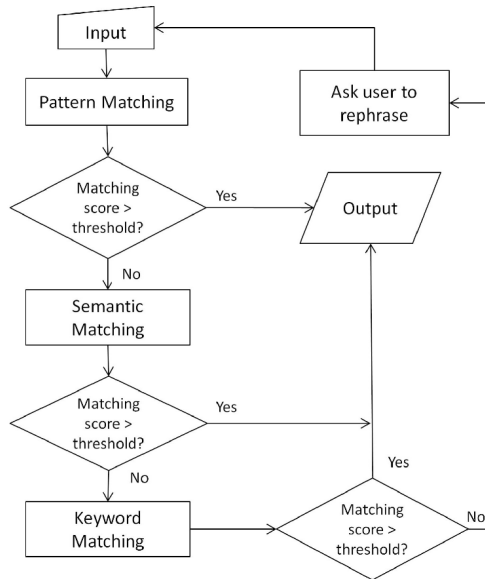 Input
Pattern Matching
Ask user to
rephrase
Matching
score >
threshold?
Yes
Output
No
Semantic
Matching
Matching
score >
threshold?
Yes
No
Yes
Keyword
Matching
Matching
score >
threshold?
No